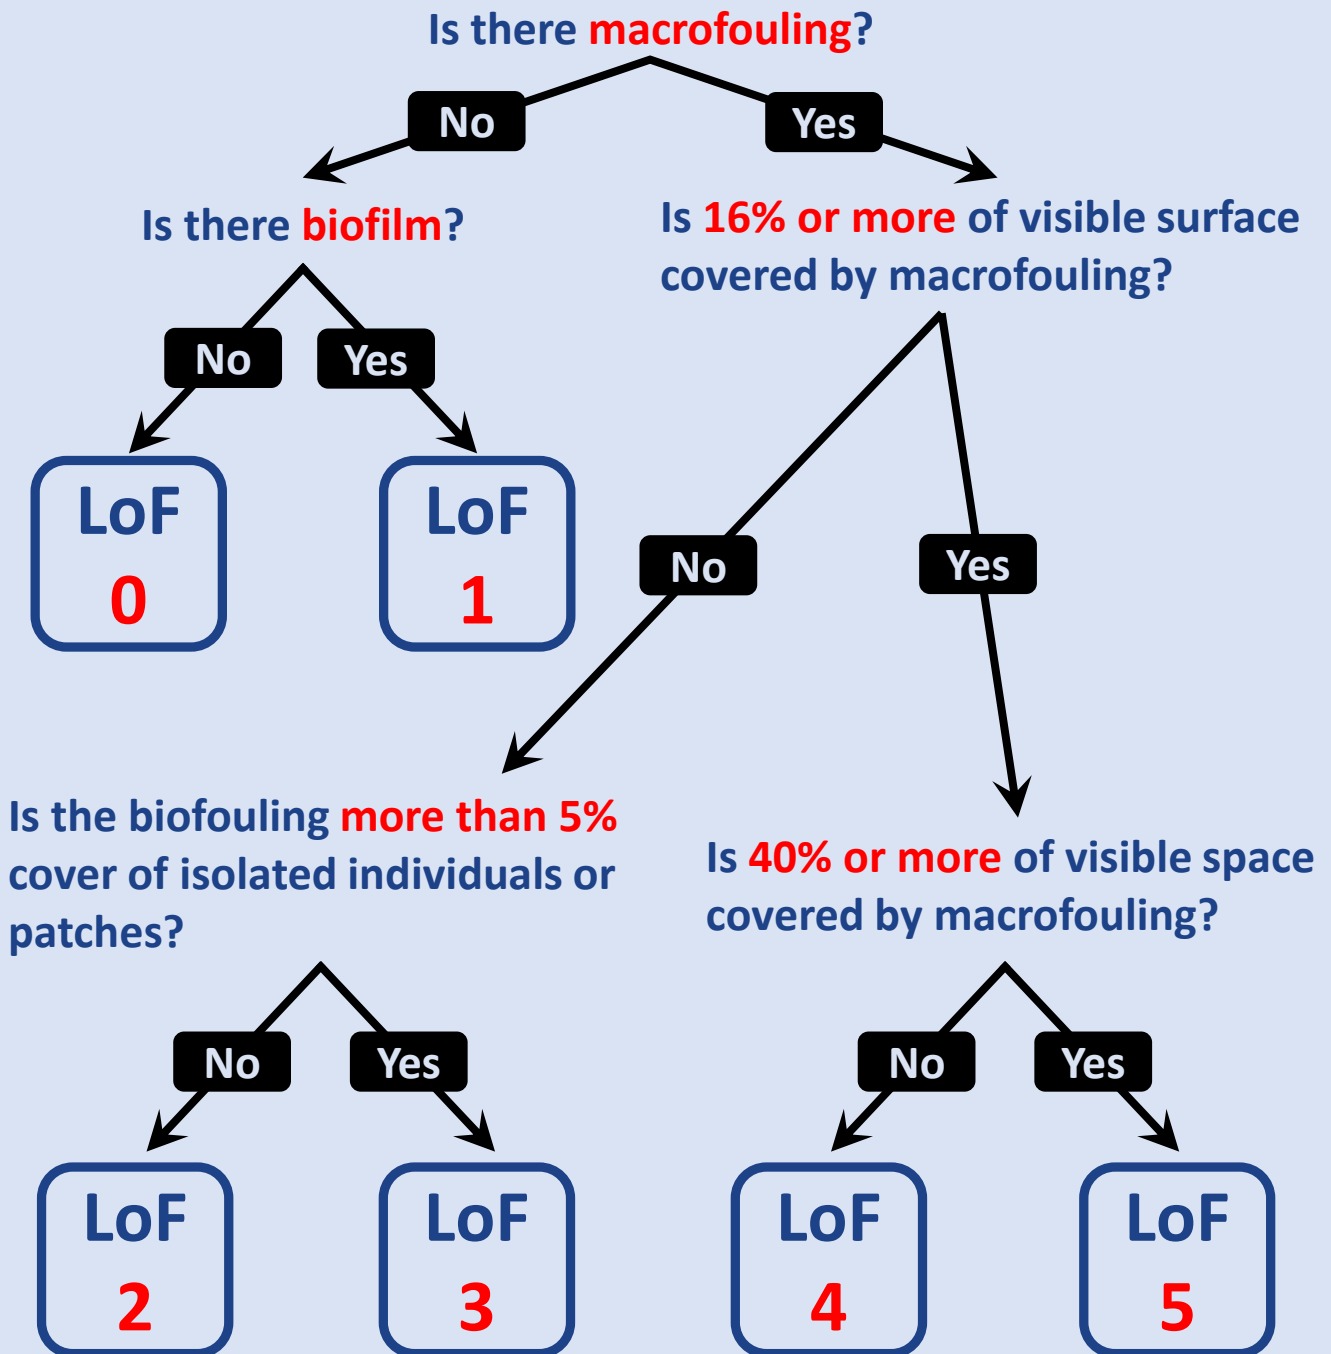 Is there macrofouling?
No
Yes
Is there biofilm?
Is 16% or more of visible surface
covered by macrofouling?
No
Yes
LoF
0
LoF
1
No
Yes
Is the biofouling more than 5%
cover of isolated individuals or
patches?
Is 40% or more of visible space
covered by macrofouling?
No
Yes
No
Yes
LoF
2
LoF
3
LoF
4
LoF
5